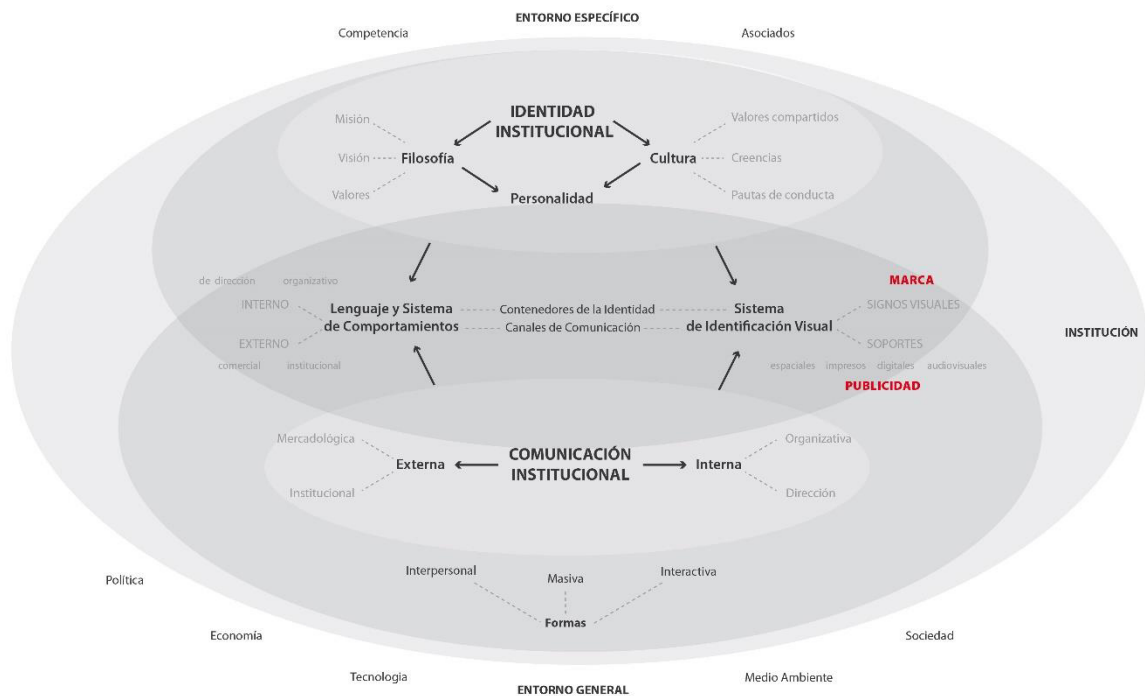 ENTORNO ESPECÍFICO
Competencia
Asociados
IDENTIDAD
INSTITUCIONAL
Misión
Visión
Valores
Filosofía
Cultura
Valores compartidos
Creencias
Pautas de conducta
Personalidad
de dirección organizativo
INTERNO
EXTERNO
comercial institucional
Lenguaje y Sistema
de Comportamientos
Contenedores de la Identidad
Canales de Comunicación
Sistema
de Identificación Visual
MARCA
SIGNOS VISUALES
SOPORTES
espaciales impresos digitales audiovisuales
PUBLICIDAD
INSTITUCIÓN
COMUNICACIÓN
INSTITUCIONAL
Mercadológica
Institucional
Externa
Interna
Organizativa
Dirección
Interpersonal
Masiva
Interactiva
Formas
Política
Economía
Tecnologia
ENTORNO GENERAL
Medio Ambiente
Sociedad